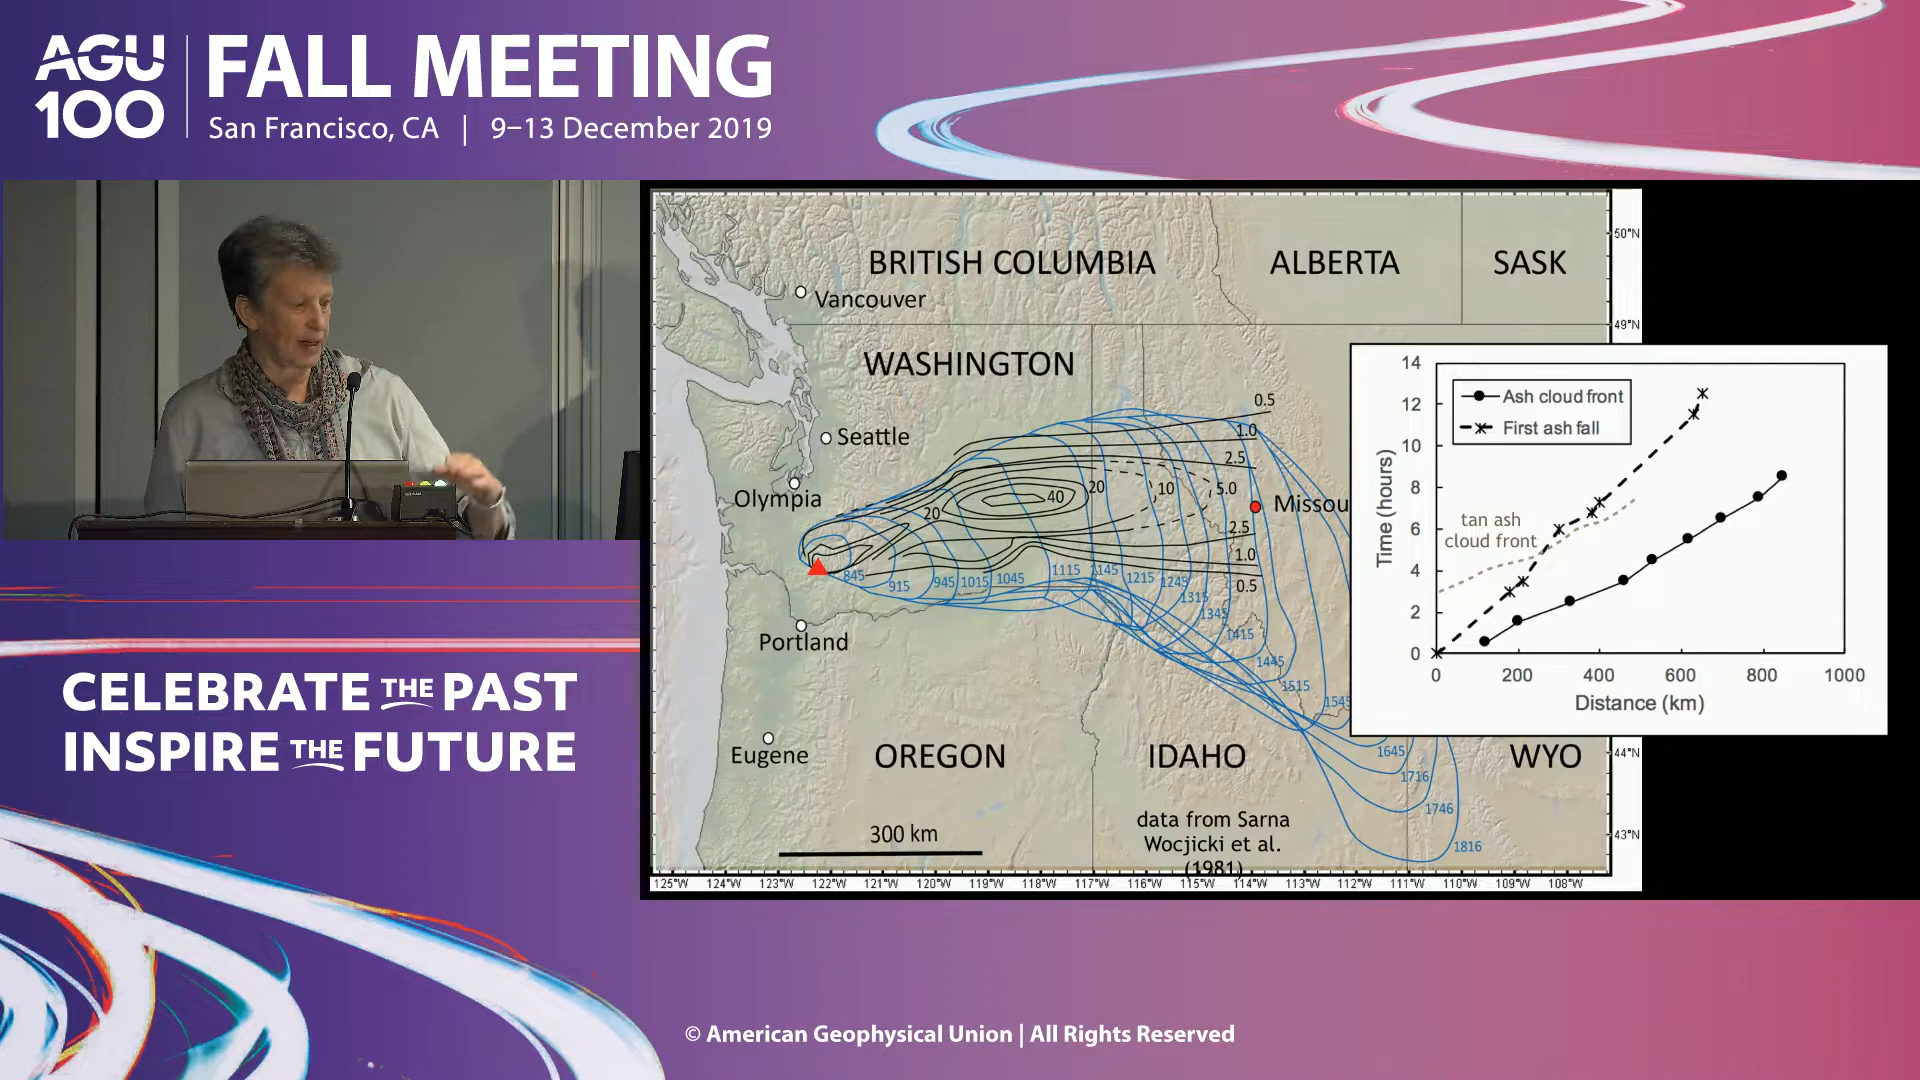 AGU
100
FALL MEETING
San Francisco, CA | 9–13 December 2019
BRITISH COLUMBIA
ALBERTA
SASK
50°N
Vancouver
49°N
WASHINGTON
0.5
1.0
2.5
Seattle
Olympia
20
40
20
10
5.0
Missou
2.5
1.0
0.5
845
915
945
1015
1045
1115
1145
1215
1245
1315
1345
1415
1445
1515
1545
1645
1716
1746
1816
Portland
Eugene
OREGON
IDAHO
WYO
44°N
43°N
data from Sarna
Wocjicki et al.
(1981)
300 km
125°W 124°W 123°W 122°W 121°W 120°W 119°W 118°W 117°W 116°W 115°W 114°W 113°W 112°W 111°W 110°W 109°W 108°W
14
12
10
8
6
4
2
0
Time (hours)
Ash cloud front
First ash fall
tan ash
cloud front
0 200 400 600 800 1000
Distance (km)
CELEBRATE THE PAST
INSPIRE THE FUTURE
© American Geophysical Union | All Rights Reserved